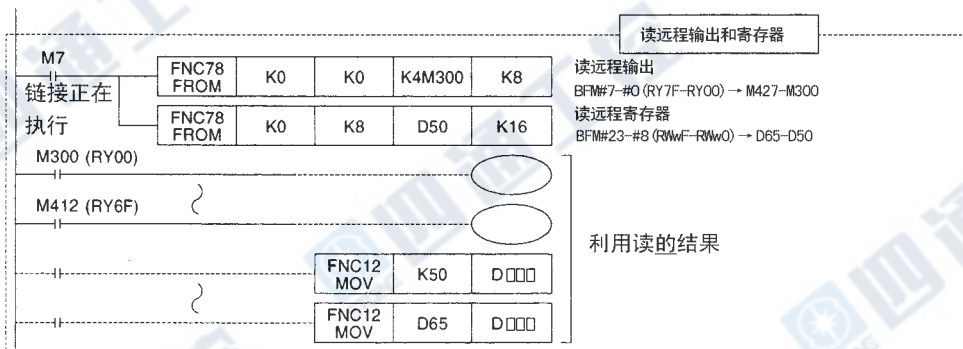 读远程输出和寄存器
M7
FNC78 FROM K0 K0 K4M300 K8
读远程输出
BFM#7-#0 (RY7F-RY00) → M427-M300
链接正在
执行
FNC78 FROM K0 K8 D50 K16
读远程寄存器
BFM#23-#8 (RWwF-RWw0) → D65-D50
M300 (RY00)
M412 (RY6F)
利用读的结果
FNC12 MOV K50 D□□□
FNC12 MOV D65 D□□□